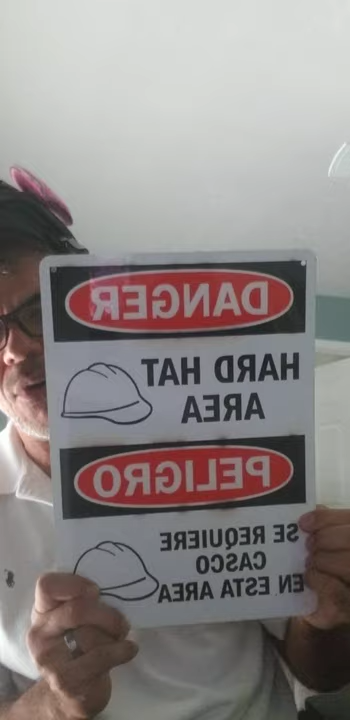 DANGER
HARD HAT
AREA
PELIGRO
SE REQUIERE
CASCO
EN ESTA AREA